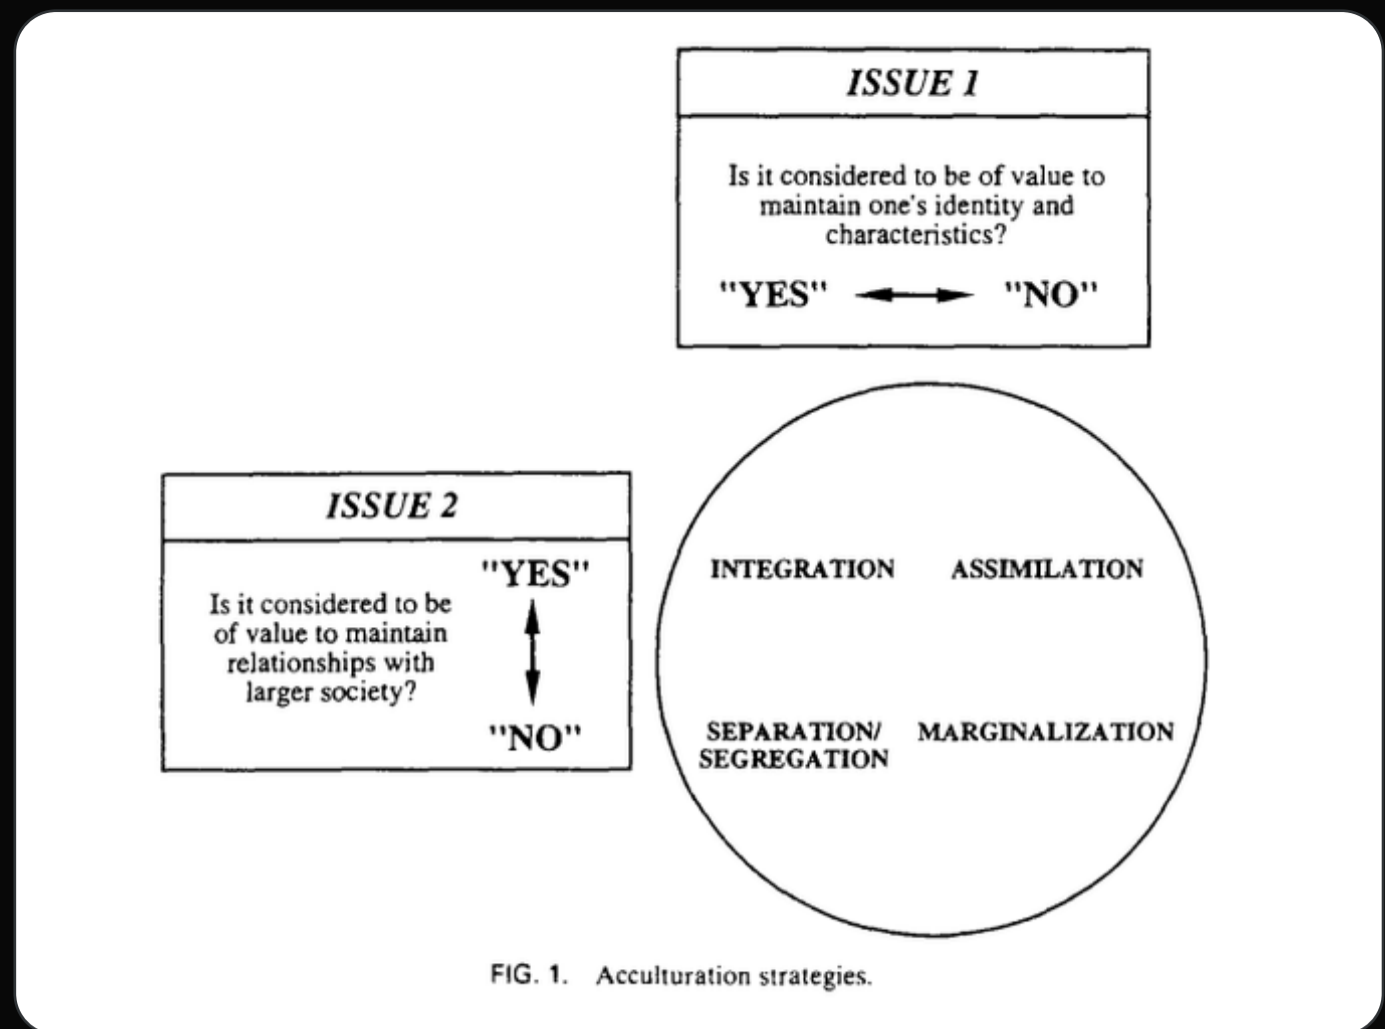 ISSUE 1
Is it considered to be of value to
maintain one's identity and
characteristics?
"YES" "NO"
ISSUE 2
"YES"
Is it considered to be
of value to maintain
relationships with
larger society?
"NO"
INTEGRATION ASSIMILATION
SEPARATION/ MARGINALIZATION
SEGREGATION
FIG. 1. Acculturation strategies.